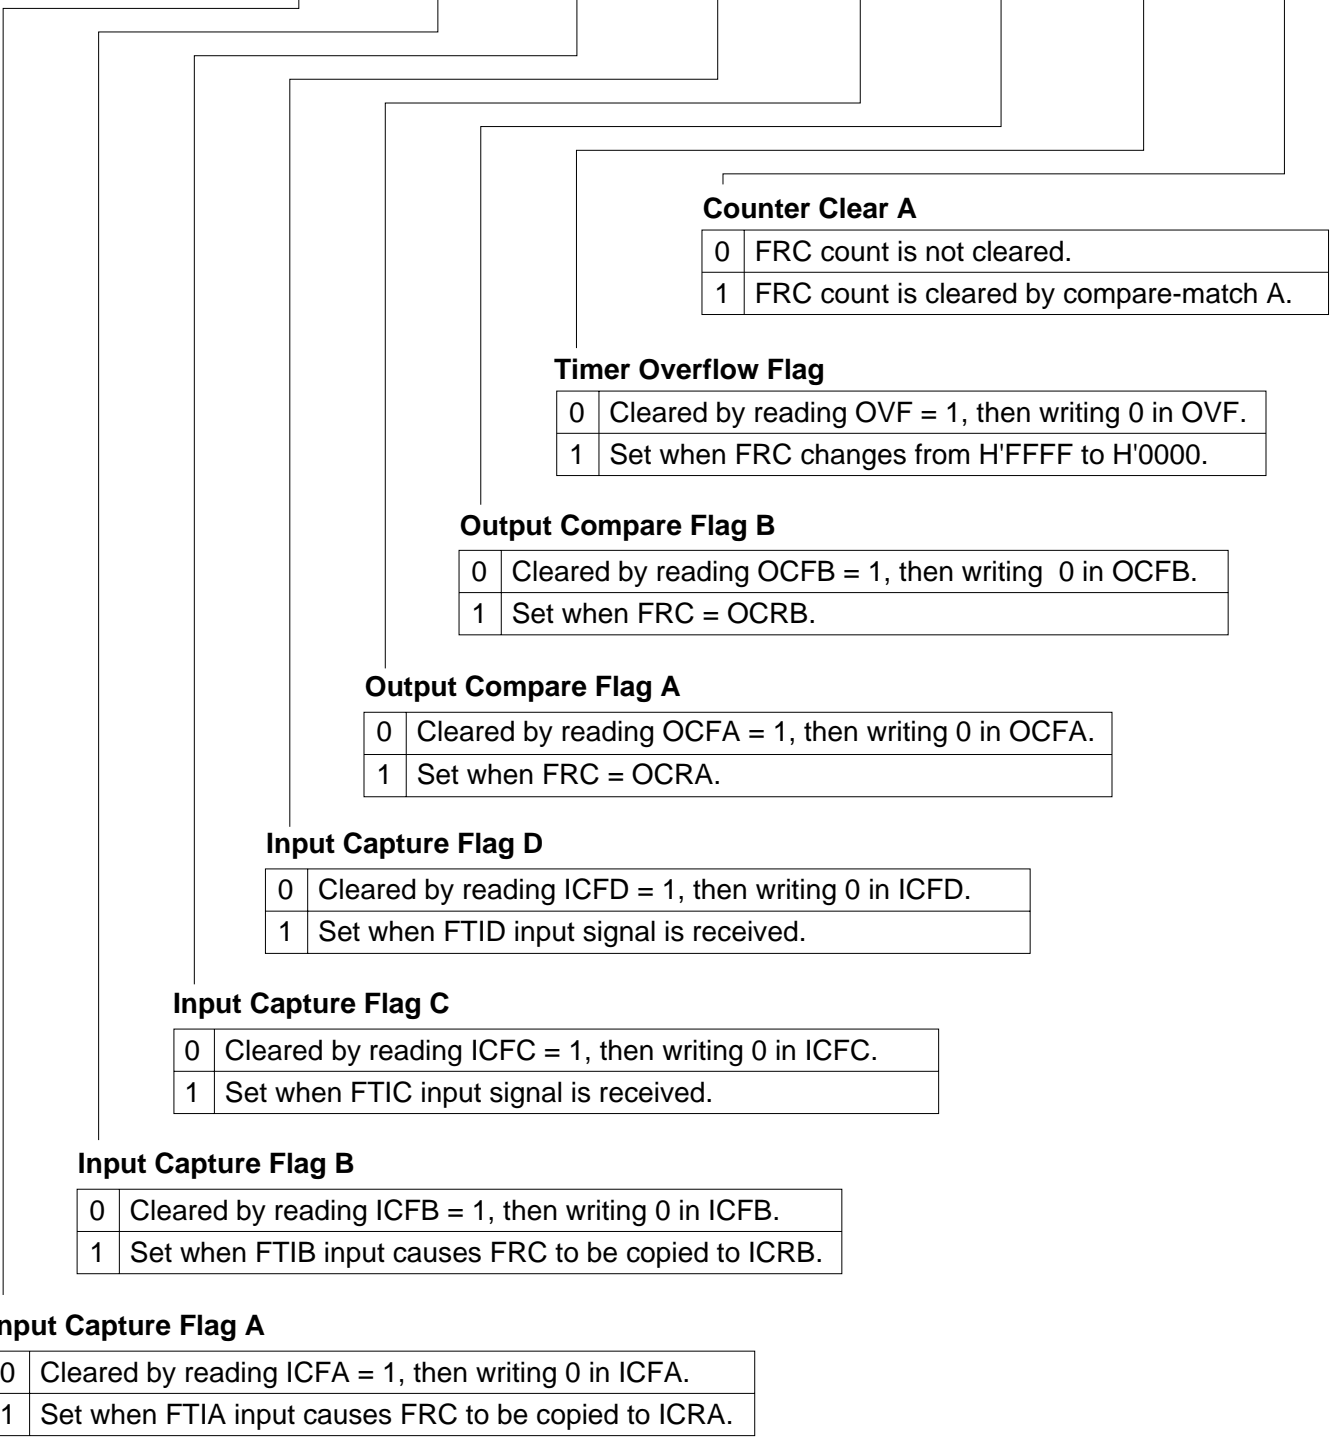 Counter Clear A
0 FRC count is not cleared.
1 FRC count is cleared by compare-match A.
Timer Overflow Flag
0 Cleared by reading OVF = 1, then writing 0 in OVF.
1 Set when FRC changes from H'FFFF to H'0000.
Output Compare Flag B
0 Cleared by reading OCFB = 1, then writing 0 in OCFB.
1 Set when FRC = OCRB.
Output Compare Flag A
0 Cleared by reading OCFA = 1, then writing 0 in OCFA.
1 Set when FRC = OCRA.
Input Capture Flag D
0 Cleared by reading ICFD = 1, then writing 0 in ICFD.
1 Set when FTID input signal is received.
Input Capture Flag C
0 Cleared by reading ICFC = 1, then writing 0 in ICFC.
1 Set when FTIC input signal is received.
Input Capture Flag B
0 Cleared by reading ICFB = 1, then writing 0 in ICFB.
1 Set when FTIB input causes FRC to be copied to ICRB.
nput Capture Flag A
0 Cleared by reading ICFA = 1, then writing 0 in ICFA.
1 Set when FTIA input causes FRC to be copied to ICRA.